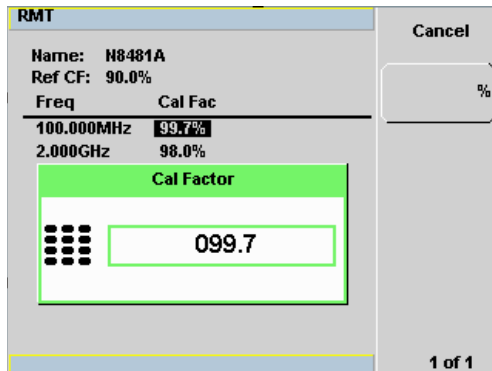 RMT
Cancel
Name: N8481A
Ref CF: 90.0%
%
Freq Cal Fac
100.000MHz 99.7%
2.000GHz 98.0%
Cal Factor
099.7
1 of 1